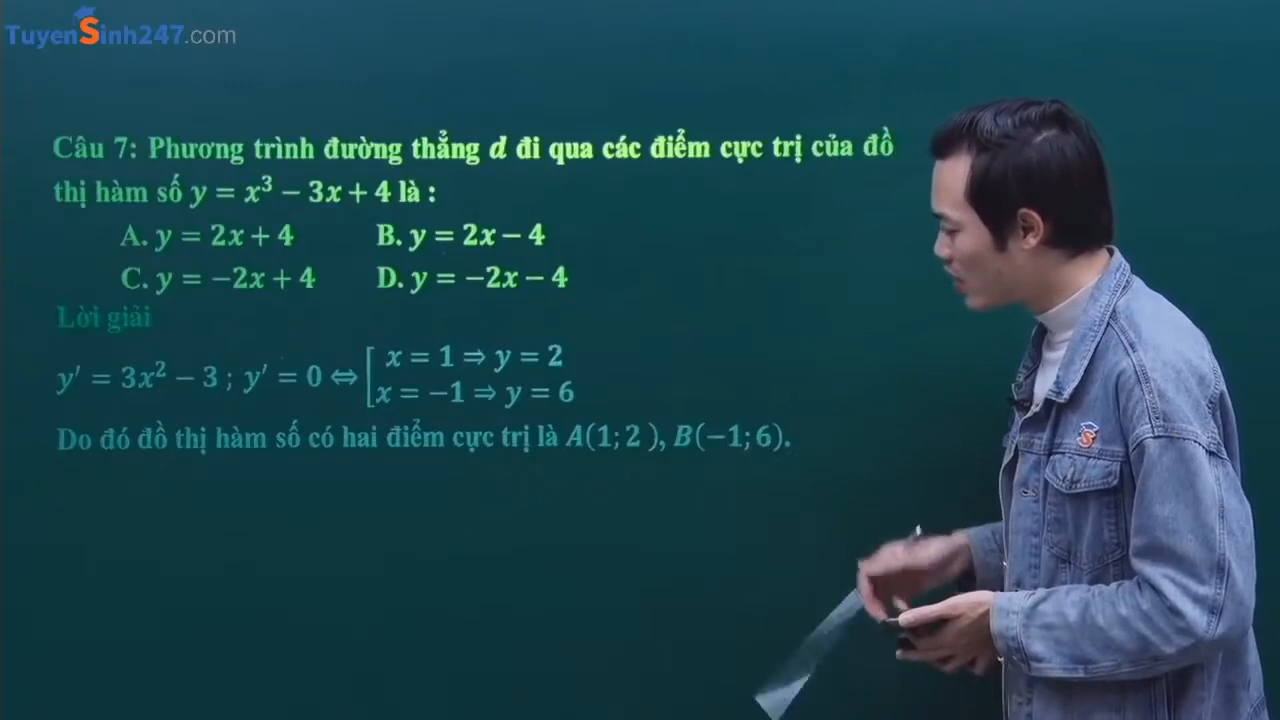 TuyenSinh247.com
Câu 7: Phương trình đường thẳng d đi qua các điểm cực trị của đồ
thị hàm số y = x³ − 3x + 4 là :
A. y = 2x + 4 B. y = 2x − 4
C. y = −2x + 4 D. y = −2x − 4
Lời giải
y′ = 3x² − 3 ; y′ = 0 ⇔ [ x = 1 ⇒ y = 2
x = −1 ⇒ y = 6
Do đó đồ thị hàm số có hai điểm cực trị là A(1; 2 ), B(−1; 6).
S